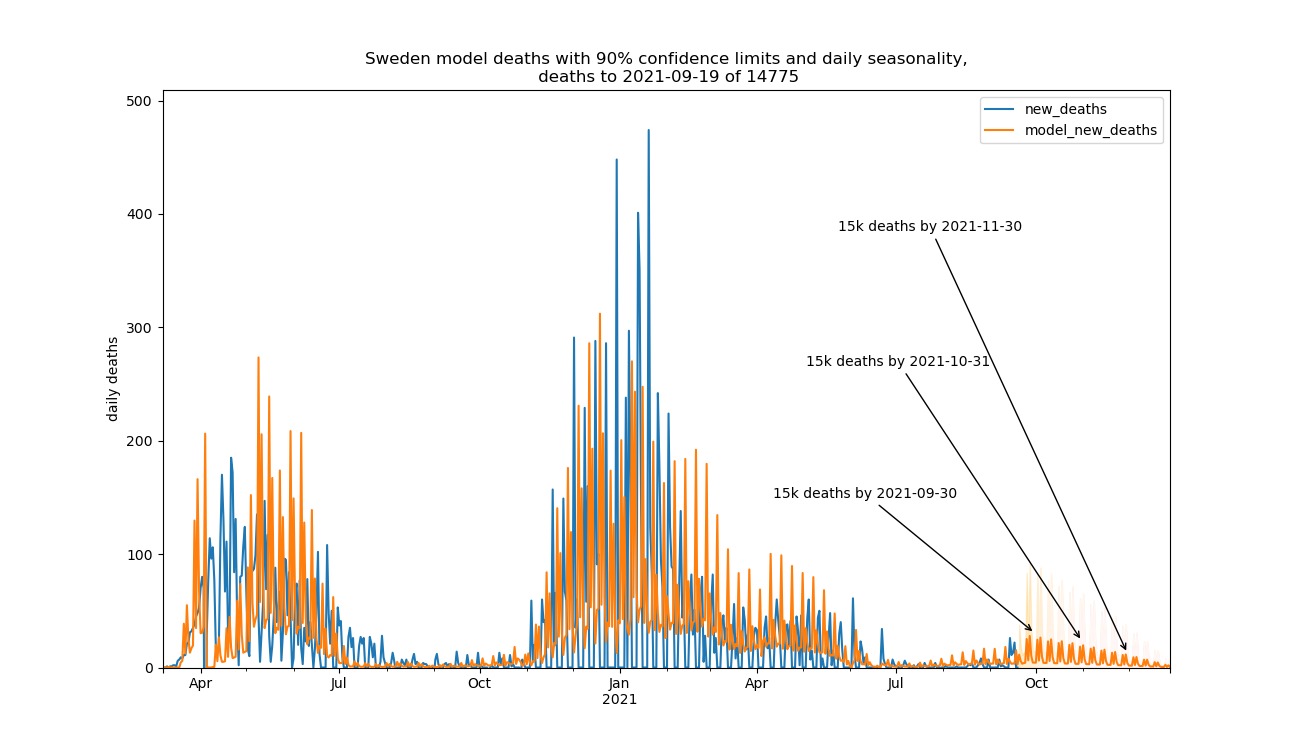 Sweden model deaths with 90% confidence limits and daily seasonality,
deaths to 2021-09-19 of 14775
500
400
300
200
100
0
daily deaths
new_deaths
model_new_deaths
15k deaths by 2021-11-30
15k deaths by 2021-10-31
15k deaths by 2021-09-30
Apr Jul Oct Jan Apr Jul Oct
2021